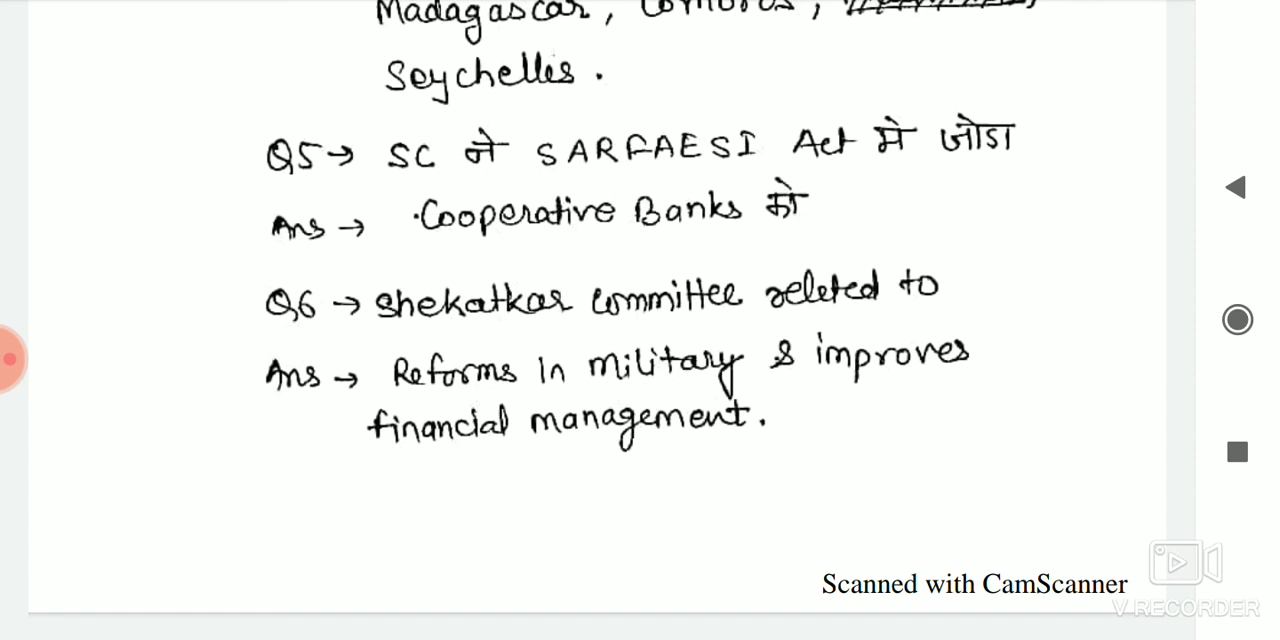 Madagascar, Comoros,
Seychelles.
Q5→ SC ने SARFAESI Act मे जोडा
Ans → Cooperative Banks को
Q6 → Shekatkar Committee releted to
Ans → Reforms in military & improves
financial management.
Scanned with CamScanner
V RECORDER